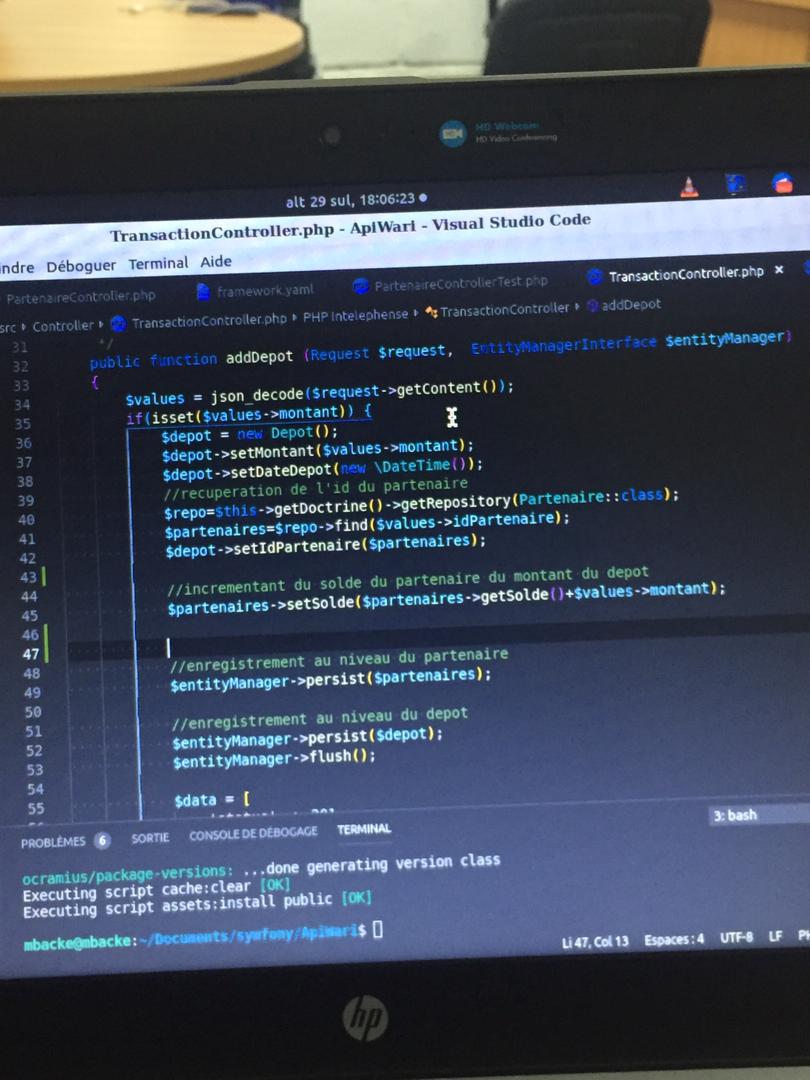 HD Webcam
HD Video Conferencing
alt 29 sul, 18:06:23
TransactionController.php - ApiWari - Visual Studio Code
indre Déboguer Terminal Aide
PartenaireController.php framework.yaml PartenaireControllerTest.php TransactionController.php ×
src Controller TransactionController.php PHP Intelephense TransactionController addDepot
31 */
32 public function addDepot (Request $request, EntityManagerInterface $entityManager)
33 {
34 $values = json_decode($request->getContent());
35 if(isset($values->montant)) {
36 $depot = new Depot();
37 $depot->setMontant($values->montant);
38 $depot->setDateDepot(new \DateTime());
39 //recuperation de l'id du partenaire
40 $repo=$this->getDoctrine()->getRepository(Partenaire::class);
41 $partenaires=$repo->find($values->idPartenaire);
42 $depot->setIdPartenaire($partenaires);
43
44 //incrementant du solde du partenaire du montant du depot
45 $partenaires->setSolde($partenaires->getSolde()+$values->montant);
46
47
48 //enregistrement au niveau du partenaire
49 $entityManager->persist($partenaires);
50
51 //enregistrement au niveau du depot
52 $entityManager->persist($depot);
53 $entityManager->flush();
54
55 $data = [
PROBLÈMES 6 SORTIE CONSOLE DE DÉBOGAGE TERMINAL 3: bash
ocramius/package-versions: ...done generating version class
Executing script cache:clear [OK]
Executing script assets:install public [OK]
mbacke@mbacke:~/Documents/symfony/ApiWari$
Li 47, Col 13 Espaces : 4 UTF-8 LF PH
hp